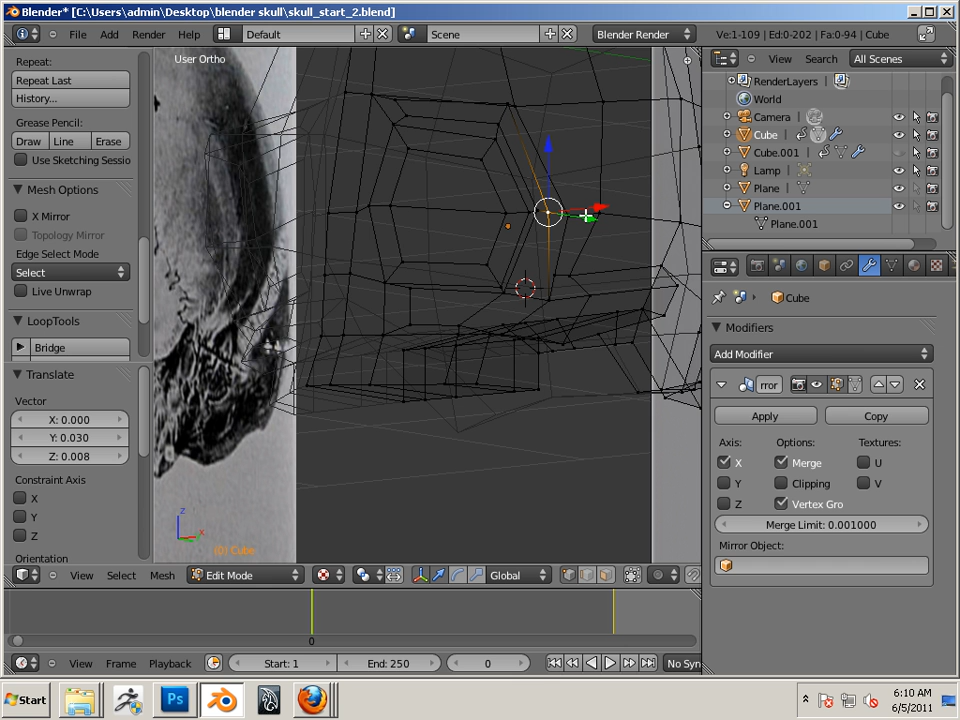 Blender* [C:\Users\admin\Desktop\blender skull\skull_start_2.blend]
File Add Render Help Default Scene Blender Render Ve:1-109 | Ed:0-202 | Fa:0-94 | Cube
Repeat:
Repeat Last
History...
Grease Pencil:
Draw Line Erase
Use Sketching Sessio
Mesh Options
X Mirror
Topology Mirror
Edge Select Mode
Select
Live Unwrap
LoopTools
Bridge
Translate
Vector
X: 0.000
Y: 0.030
Z: 0.008
Constraint Axis
X
Y
Z
Orientation
User Ortho
z
x
(0) Cube
View Select Mesh Edit Mode Global
0
View Frame Playback Start: 1 End: 250 0 No Syn
View Search All Scenes
RenderLayers
World
Camera
Cube
Cube.001
Lamp
Plane
Plane.001
Plane.001
Cube
Modifiers
Add Modifier
rror
Apply Copy
Axis: Options: Textures:
X Merge U
Y Clipping V
Z Vertex Gro
Merge Limit: 0.001000
Mirror Object:
Start Ps 6:10 AM
6/5/2011